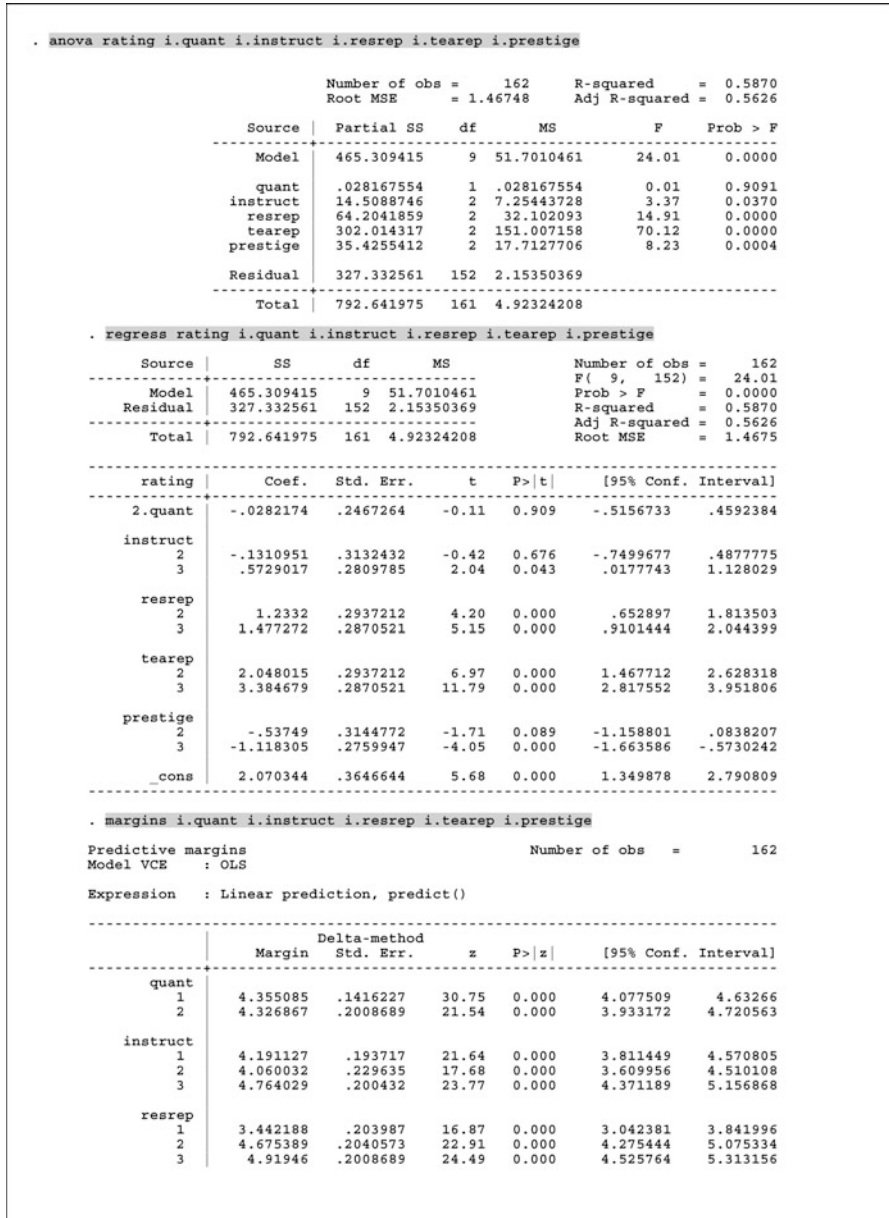 . anova rating i.quant i.instruct i.resrep i.tearep i.prestige
Number of obs = 162 R-squared = 0.5870
Root MSE = 1.46748 Adj R-squared = 0.5626
Source | Partial SS df MS F Prob > F
Model | 465.309415 9 51.7010461 24.01 0.0000
quant | .028167554 1 .028167554 0.01 0.9091
instruct | 14.5088746 2 7.25443728 3.37 0.0370
resrep | 64.2041859 2 32.102093 14.91 0.0000
tearep | 302.014317 2 151.007158 70.12 0.0000
prestige | 35.4255412 2 17.7127706 8.23 0.0004
Residual | 327.332561 152 2.15350369
Total | 792.641975 161 4.92324208
. regress rating i.quant i.instruct i.resrep i.tearep i.prestige
Source | SS df MS Number of obs = 162
F( 9, 152) = 24.01
Model | 465.309415 9 51.7010461 Prob > F = 0.0000
Residual | 327.332561 152 2.15350369 R-squared = 0.5870
Adj R-squared = 0.5626
Total | 792.641975 161 4.92324208 Root MSE = 1.4675
rating | Coef. Std. Err. t P>|t| [95% Conf. Interval]
2.quant | -.0282174 .2467264 -0.11 0.909 -.5156733 .4592384
instruct
2 | -.1310951 .3132432 -0.42 0.676 -.7499677 .4877775
3 | .5729017 .2809785 2.04 0.043 .0177743 1.128029
resrep
2 | 1.2332 .2937212 4.20 0.000 .652897 1.813503
3 | 1.477272 .2870521 5.15 0.000 .9101444 2.044399
tearep
2 | 2.048015 .2937212 6.97 0.000 1.467712 2.628318
3 | 3.384679 .2870521 11.79 0.000 2.817552 3.951806
prestige
2 | -.53749 .3144772 -1.71 0.089 -1.158801 .0838207
3 | -1.118305 .2759947 -4.05 0.000 -1.663586 -.5730242
_cons | 2.070344 .3646644 5.68 0.000 1.349878 2.790809
. margins i.quant i.instruct i.resrep i.tearep i.prestige
Predictive margins Number of obs = 162
Model VCE : OLS
Expression : Linear prediction, predict()
Delta-method
Margin Std. Err. z P>|z| [95% Conf. Interval]
quant
1 | 4.355085 .1416227 30.75 0.000 4.077509 4.63266
2 | 4.326867 .2008689 21.54 0.000 3.933172 4.720563
instruct
1 | 4.191127 .193717 21.64 0.000 3.811449 4.570805
2 | 4.060032 .229635 17.68 0.000 3.609956 4.510108
3 | 4.764029 .200432 23.77 0.000 4.371189 5.156868
resrep
1 | 3.442188 .203987 16.87 0.000 3.042381 3.841996
2 | 4.675389 .2040573 22.91 0.000 4.275444 5.075334
3 | 4.91946 .2008689 24.49 0.000 4.525764 5.313156